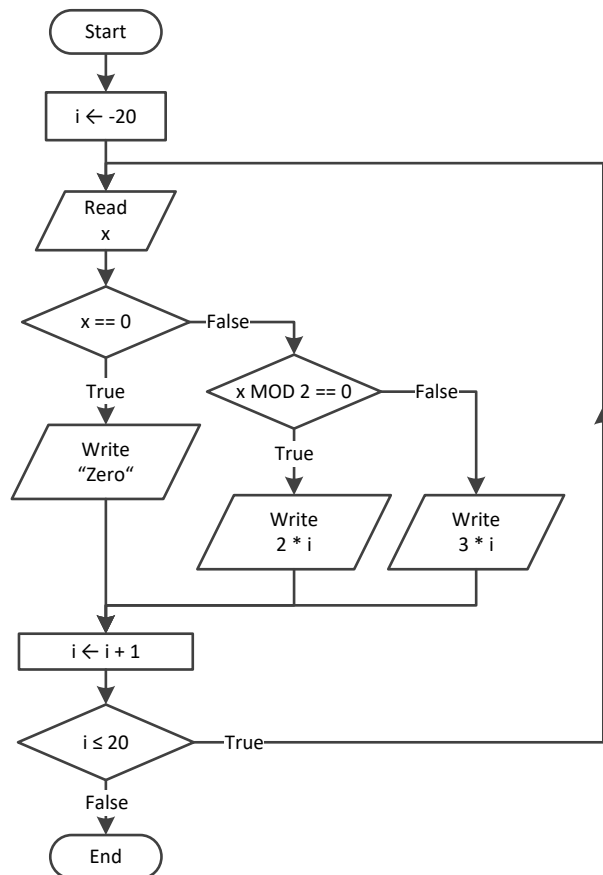 Start
i ← -20
Read
x
x == 0
False
True
x MOD 2 == 0
False
True
Write
“Zero“
Write
2 * i
Write
3 * i
i ← i + 1
i ≤ 20
True
False
End